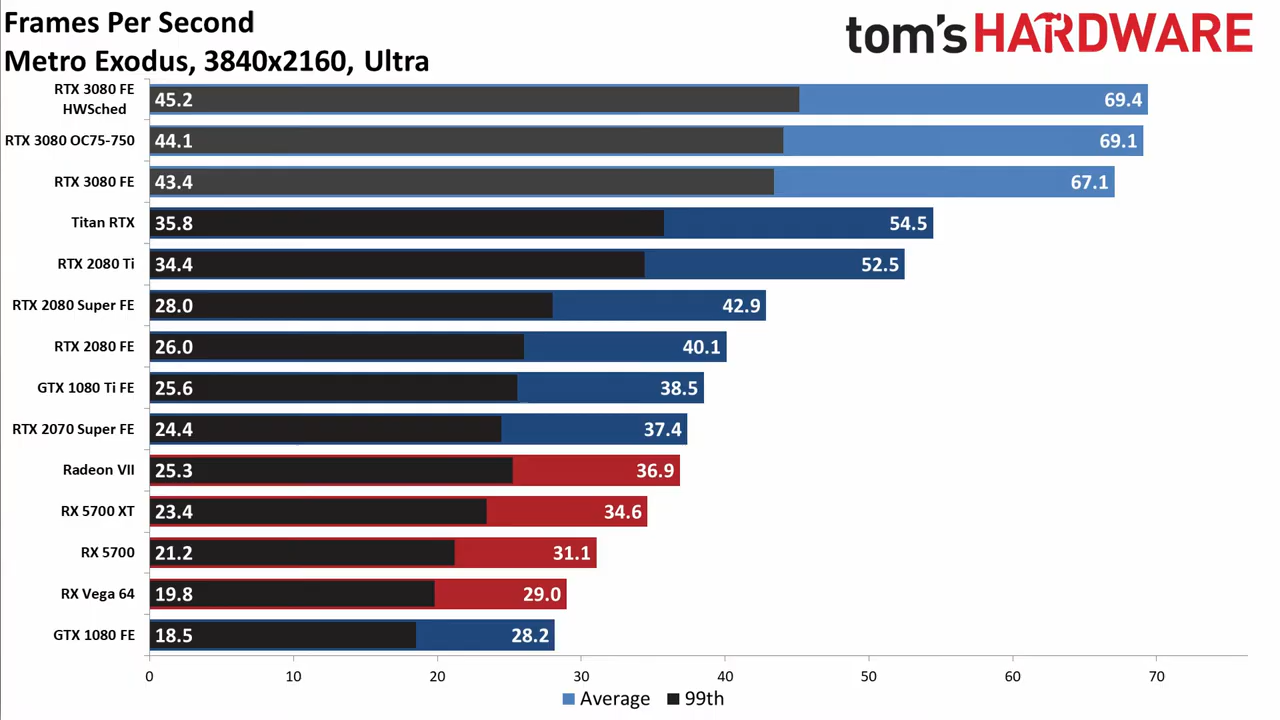 Frames Per Second
tom's HARDWARE
Metro Exodus, 3840x2160, Ultra
RTX 3080 FE
HWSched
45.2
69.4
RTX 3080 OC75-750
44.1
69.1
RTX 3080 FE
43.4
67.1
Titan RTX
35.8
54.5
RTX 2080 Ti
34.4
52.5
RTX 2080 Super FE
28.0
42.9
RTX 2080 FE
26.0
40.1
GTX 1080 Ti FE
25.6
38.5
RTX 2070 Super FE
24.4
37.4
Radeon VII
25.3
36.9
RX 5700 XT
23.4
34.6
RX 5700
21.2
31.1
RX Vega 64
19.8
29.0
GTX 1080 FE
18.5
28.2
0 10 20 30 40 50 60 70
Average 99th